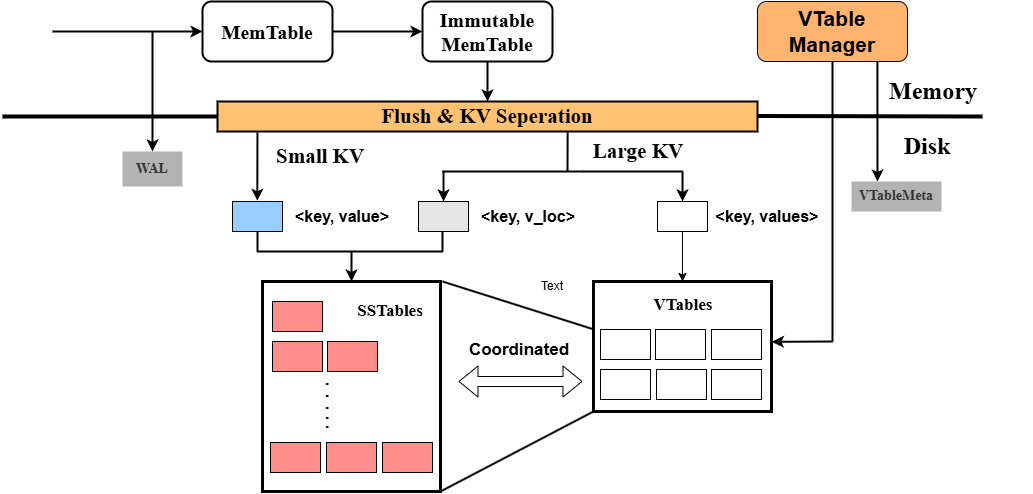 MemTable
Immutable
MemTable
VTable
Manager
Memory
Flush & KV Seperation
Disk
Small KV
Large KV
WAL
VTableMeta
<key, value>
<key, v_loc>
<key, values>
Text
SSTables
VTables
Coordinated